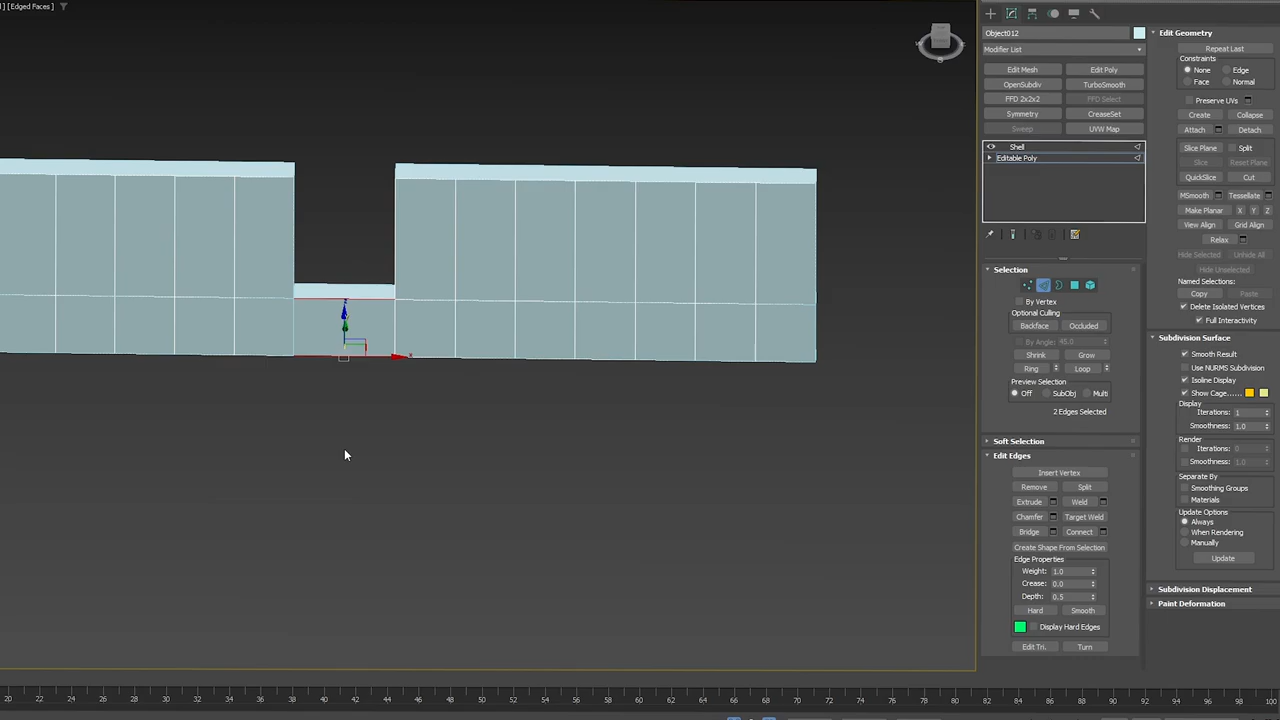 ] [Edged Faces]
Object012
Modifier List
Edit Mesh Edit Poly
OpenSubdiv TurboSmooth
FFD 2x2x2 FFD Select
Symmetry CreaseSet
Sweep UVW Map
Shell
Editable Poly
Selection
By Vertex
Optional Culling
Backface Occluded
By Angle: 45.0
Shrink Grow
Ring Loop
Preview Selection
Off SubObj Multi
2 Edges Selected
Soft Selection
Edit Edges
Insert Vertex
Remove Split
Extrude Weld
Chamfer Target Weld
Bridge Connect
Create Shape From Selection
Edge Properties
Weight: 1.0
Crease: 0.0
Depth: 0.5
Hard Smooth
Display Hard Edges
Edit Tri. Turn
Edit Geometry
Repeat Last
Constraints
None Edge
Face Normal
Preserve UVs
Create Collapse
Attach Detach
Slice Plane Split
Slice Reset Plane
QuickSlice Cut
MSmooth Tessellate
Make Planar X Y Z
View Align Grid Align
Relax
Hide Selected Unhide All
Hide Unselected
Named Selections:
Copy Paste
Delete Isolated Vertices
Full Interactivity
Subdivision Surface
Smooth Result
Use NURMS Subdivision
Isoline Display
Show Cage......
Display
Iterations: 1
Smoothness: 1.0
Render
Iterations: 0
Smoothness: 1.0
Separate By
Smoothing Groups
Materials
Update Options
Always
When Rendering
Manually
Update
Subdivision Displacement
Paint Deformation
20 22 24 26 28 30 32 34 36 38 40 42 44 46 48 50 52 54 56 58 60 62 64 66 68 70 72 74 76 78 80 82 84 86 88 90 92 94 96 98 100